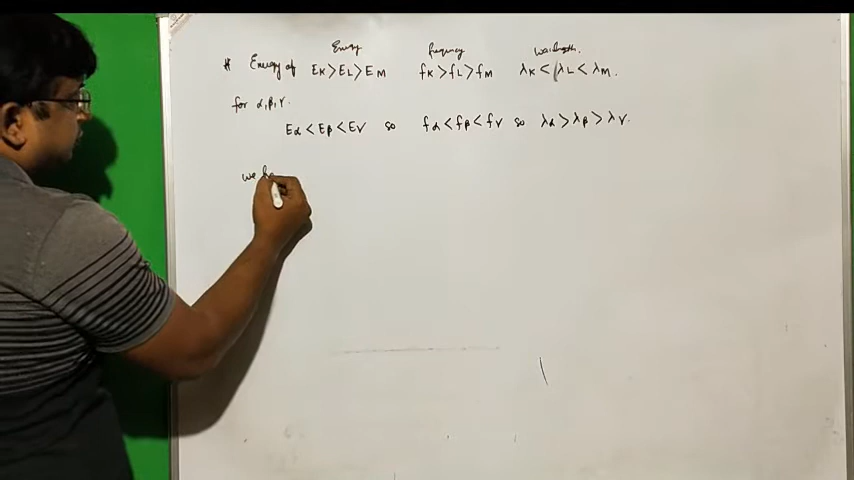 Energy frequency wavelength.
# Energy of EK > EL > EM fK > fL > fM λK < λL < λM.
for α, β, γ.
Eα < Eβ < Eγ so fα < fβ < fγ so λα > λβ > λγ.
we